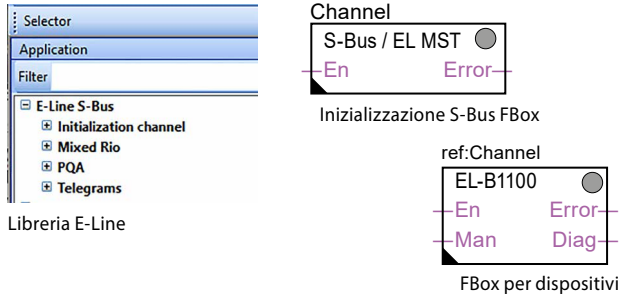 Selector
Application
Filter
E-Line S-Bus
Initialization channel
Mixed Rio
PQA
Telegrams
Libreria E-Line
Channel
S-Bus / EL MST
En Error
Inizializzazione S-Bus FBox
ref:Channel
EL-B1100
En Error
Man Diag
FBox per dispositivi